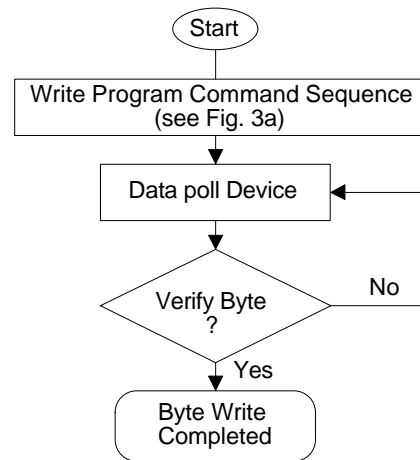 Start
Write Program Command Sequence
(see Fig. 3a)
Data poll Device
Verify Byte
?
No
Yes
Byte Write
Completed